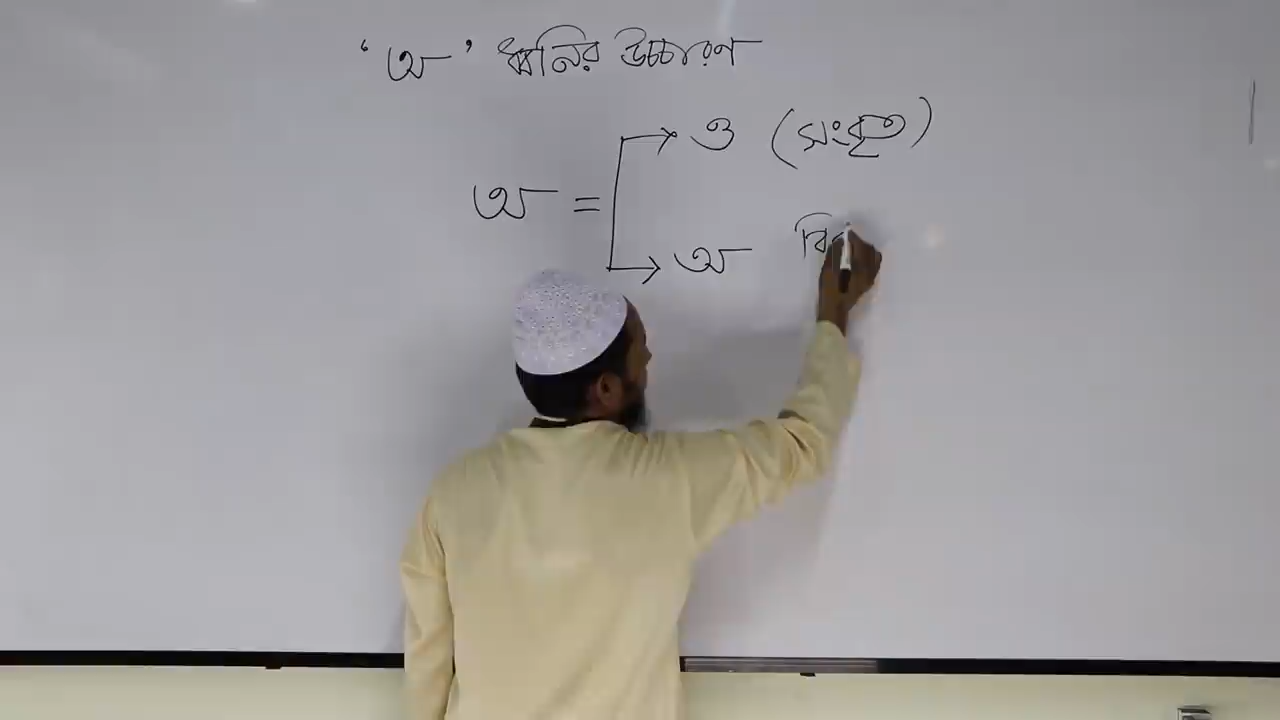 ‘অ’ ধ্বনির উচ্চারণ
ও (সংবৃত)
অ =
অ বি